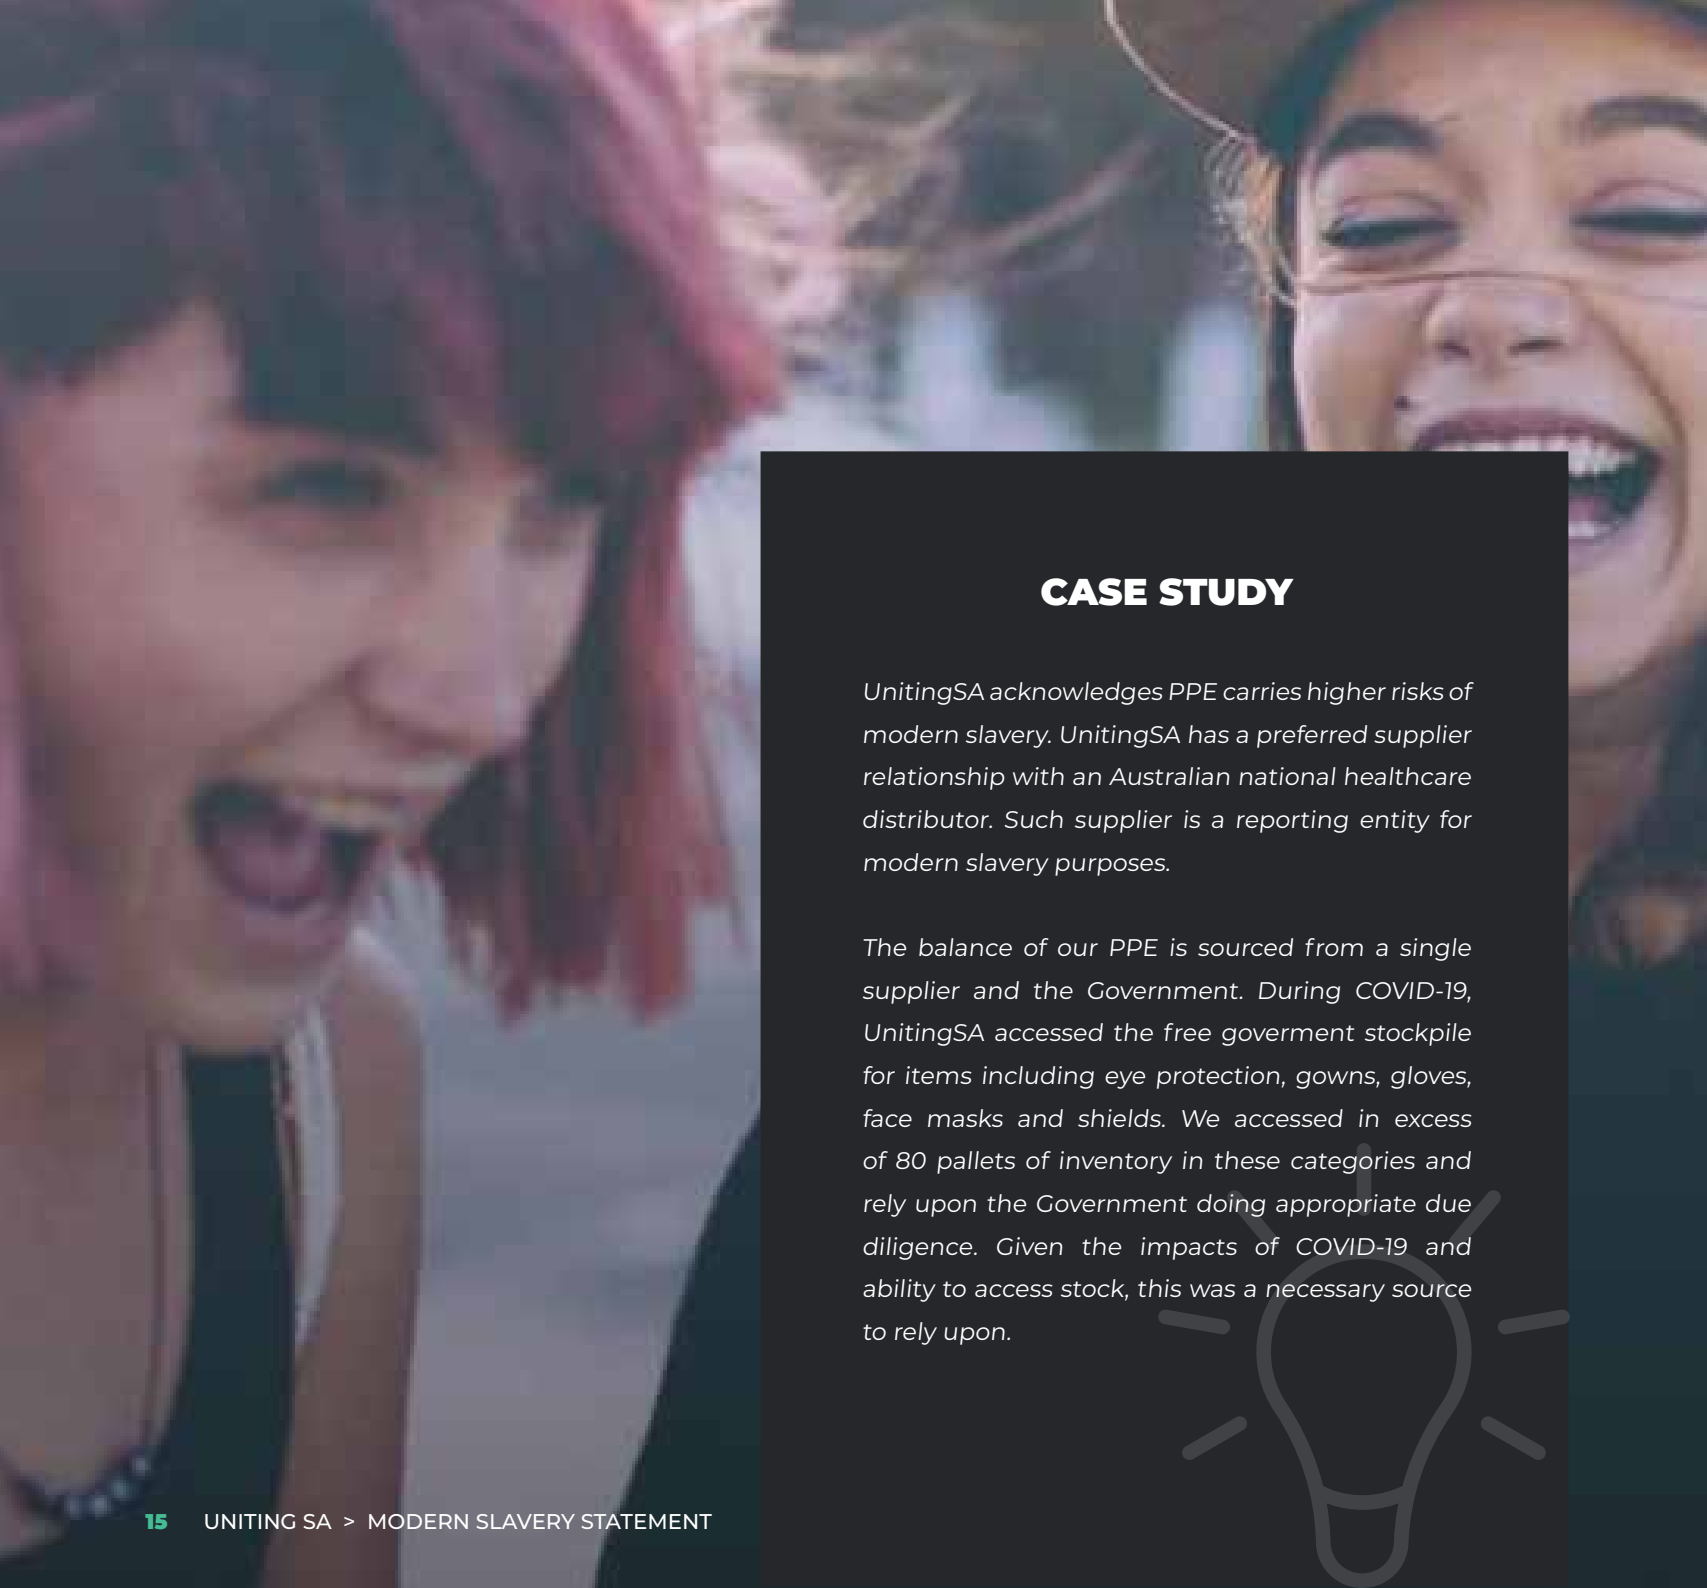 CASE STUDY
UnitingSA acknowledges PPE carries higher risks of
modern slavery. UnitingSA has a preferred supplier
relationship with an Australian national healthcare
distributor. Such supplier is a reporting entity for
modern slavery purposes.
The balance of our PPE is sourced from a single
supplier and the Government. During COVID-19,
UnitingSA accessed the free goverment stockpile
for items including eye protection, gowns, gloves,
face masks and shields. We accessed in excess
of 80 pallets of inventory in these categories and
rely upon the Government doing appropriate due
diligence. Given the impacts of COVID-19 and
ability to access stock, this was a necessary source
to rely upon.
15 UNITING SA > MODERN SLAVERY STATEMENT